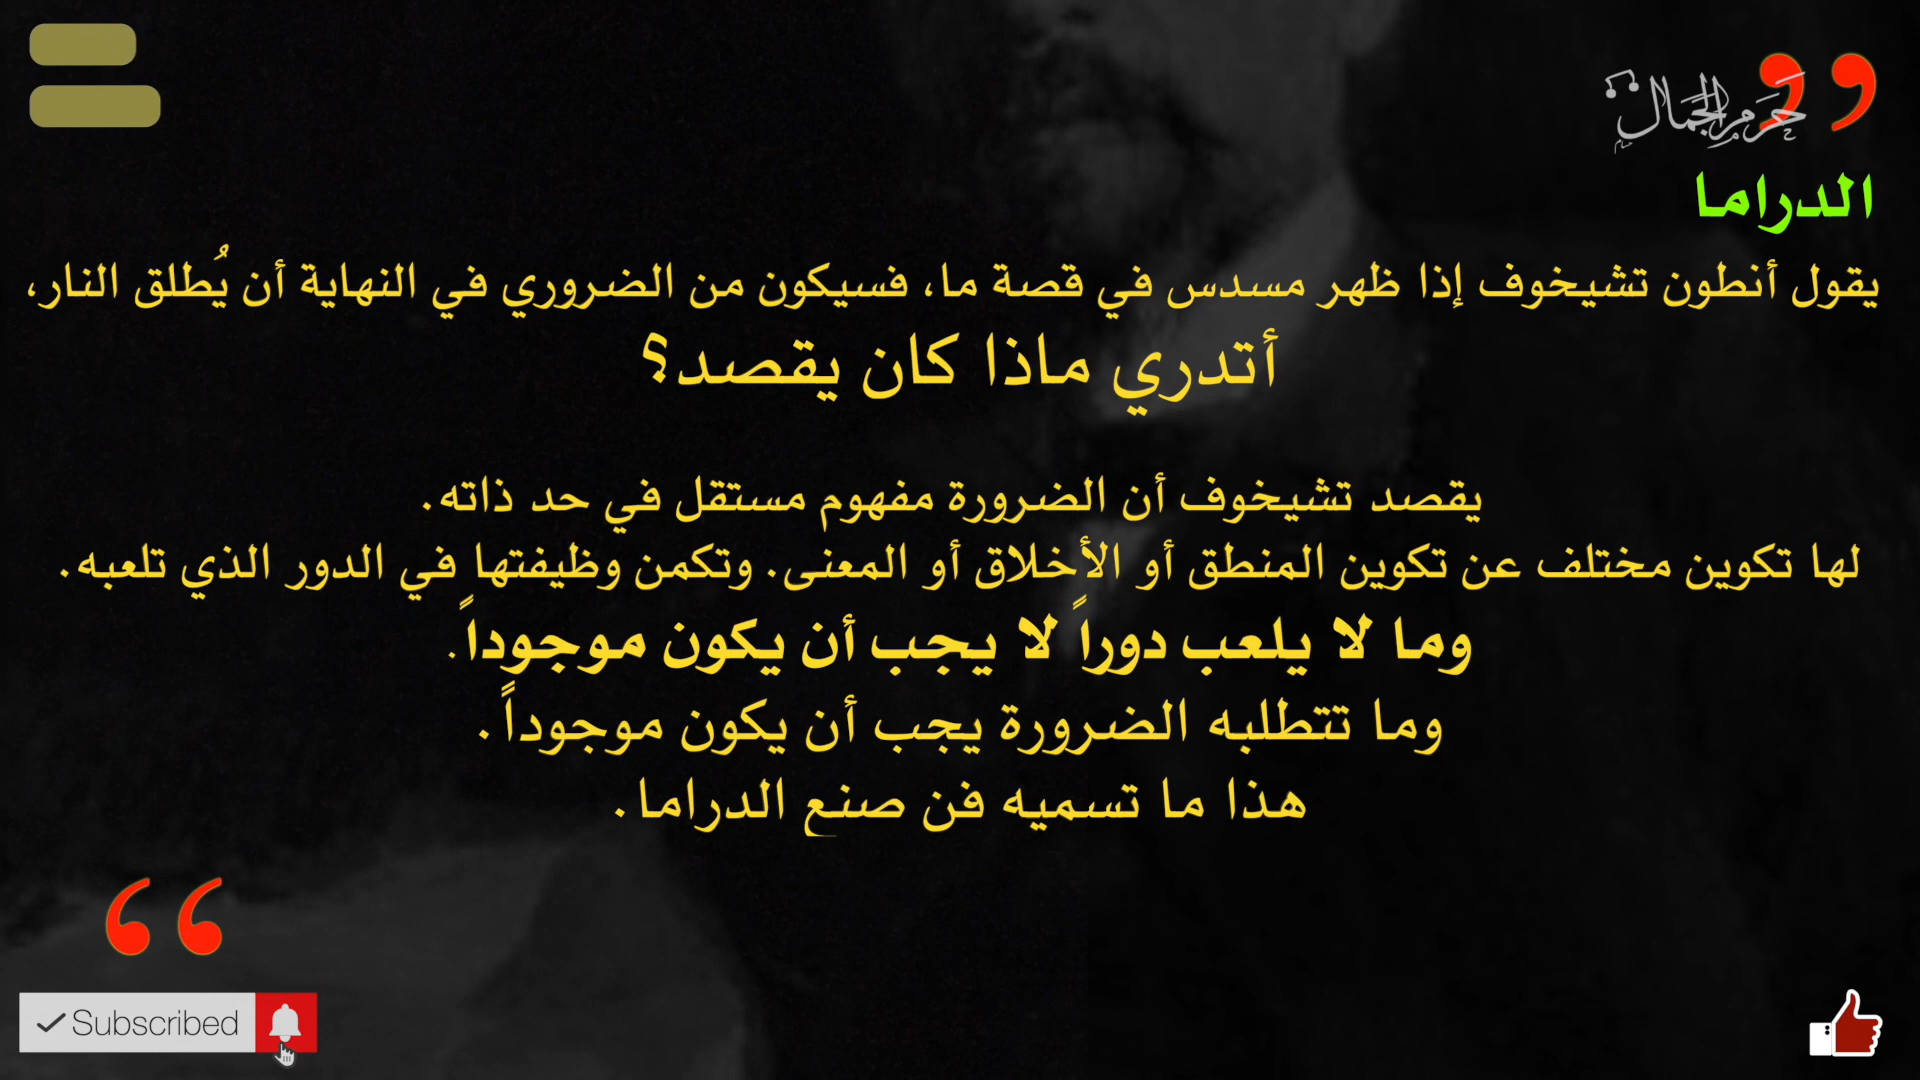 حَرَم الجَمال
الدراما
يقول أنطون تشيخوف إذا ظهر مسدس في قصة ما، فسيكون من الضروري في النهاية أن يُطلق النار،
أتدري ماذا كان يقصد؟
يقصد تشيخوف أن الضرورة مفهوم مستقل في حد ذاته.
لها تكوين مختلف عن تكوين المنطق أو الأخلاق أو المعنى. وتكمن وظيفتها في الدور الذي تلعبه.
وما لا يلعب دوراً لا يجب أن يكون موجوداً.
وما تتطلبه الضرورة يجب أن يكون موجوداً.
هذا ما تسميه فن صنع الدراما.
Subscribed